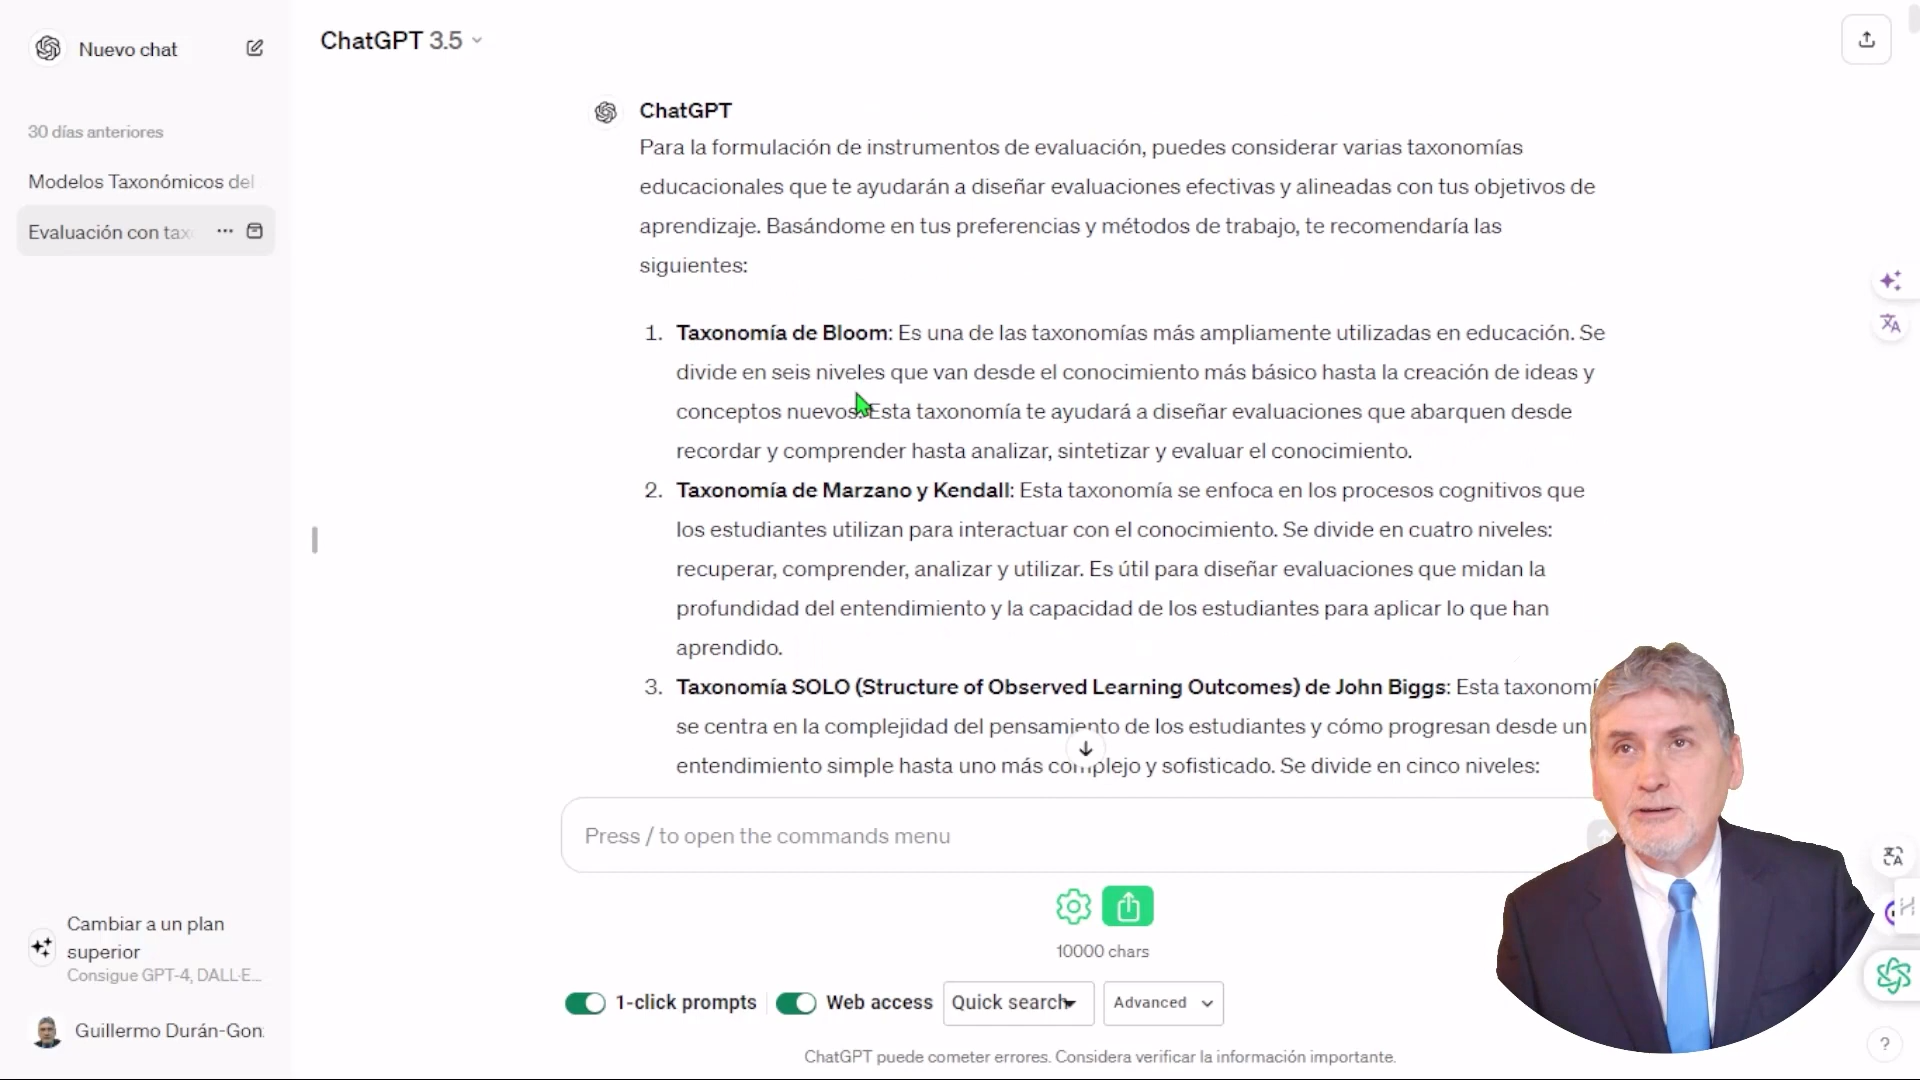 Nuevo chat
30 días anteriores
Modelos Taxonómicos del
Evaluación con tax
Cambiar a un plan
superior
Consigue GPT-4, DALL·E...
Guillermo Durán-Gon
ChatGPT 3.5
ChatGPT
Para la formulación de instrumentos de evaluación, puedes considerar varias taxonomías
educacionales que te ayudarán a diseñar evaluaciones efectivas y alineadas con tus objetivos de
aprendizaje. Basándome en tus preferencias y métodos de trabajo, te recomendaría las
siguientes:
1. Taxonomía de Bloom: Es una de las taxonomías más ampliamente utilizadas en educación. Se
divide en seis niveles que van desde el conocimiento más básico hasta la creación de ideas y
conceptos nuevos. Esta taxonomía te ayudará a diseñar evaluaciones que abarquen desde
recordar y comprender hasta analizar, sintetizar y evaluar el conocimiento.
2. Taxonomía de Marzano y Kendall: Esta taxonomía se enfoca en los procesos cognitivos que
los estudiantes utilizan para interactuar con el conocimiento. Se divide en cuatro niveles:
recuperar, comprender, analizar y utilizar. Es útil para diseñar evaluaciones que midan la
profundidad del entendimiento y la capacidad de los estudiantes para aplicar lo que han
aprendido.
3. Taxonomía SOLO (Structure of Observed Learning Outcomes) de John Biggs: Esta taxonomí
se centra en la complejidad del pensamiento de los estudiantes y cómo progresan desde un
entendimiento simple hasta uno más complejo y sofisticado. Se divide en cinco niveles:
Press / to open the commands menu
10000 chars
1-click prompts
Web access
Quick search
Advanced
ChatGPT puede cometer errores. Considera verificar la información importante.
?